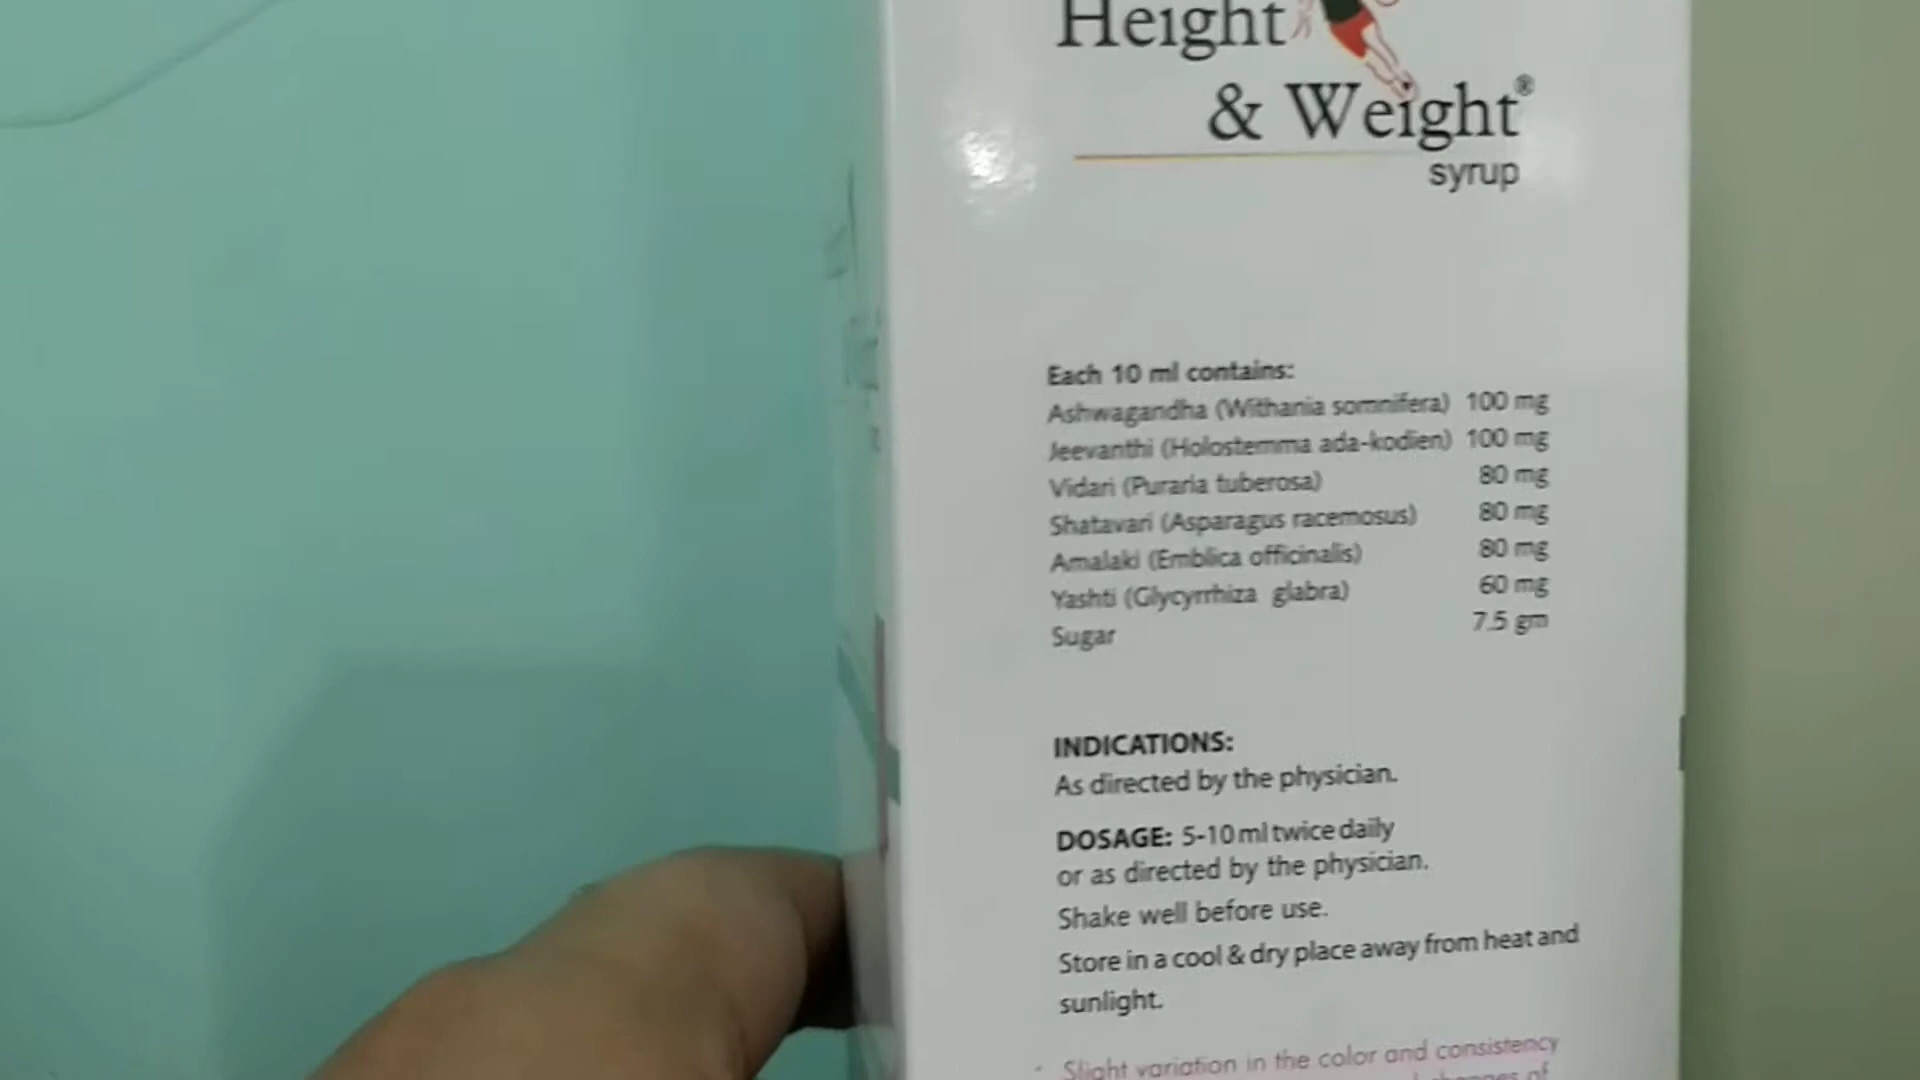 Height
& Weight®
syrup
Each 10 ml contains:
Ashwagandha (Withania somnifera) 100 mg
Jeevanthi (Holostemma ada-kodien) 100 mg
Vidari (Puraria tuberosa) 80 mg
Shatavari (Asparagus racemosus) 80 mg
Amalaki (Emblica officinalis) 80 mg
Yashti (Glycyrrhiza glabra) 60 mg
Sugar 7.5 gm
INDICATIONS:
As directed by the physician.
DOSAGE: 5-10 ml twice daily
or as directed by the physician.
Shake well before use.
Store in a cool & dry place away from heat and
sunlight.
Slight variation in the color and consistency
changes of